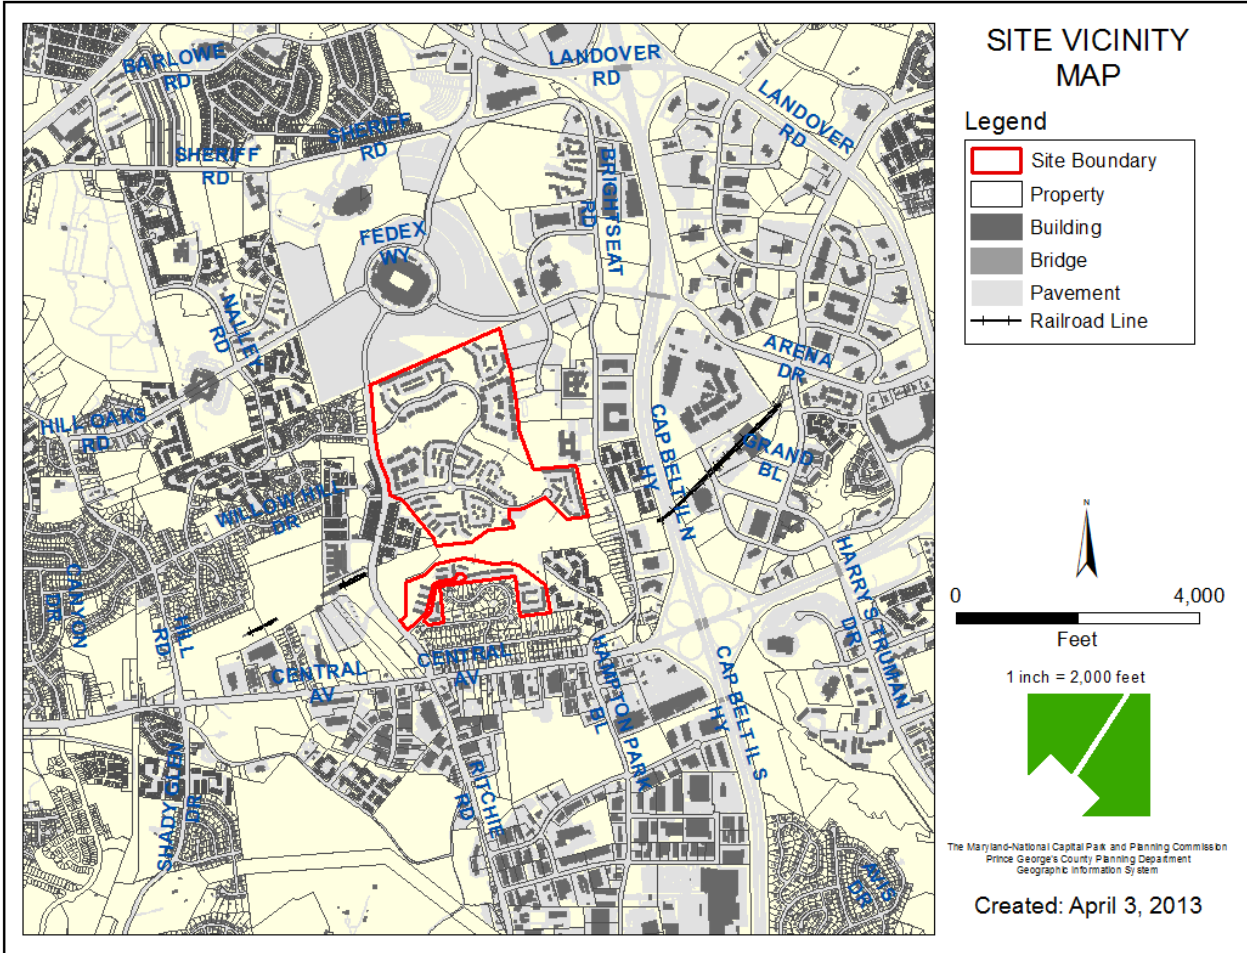 SITE VICINITY
MAP
Legend
Site Boundary
Property
Building
Bridge
Pavement
Railroad Line
BARLOWE
RD
LANDOVER
RD
LANDOVER
RD
SHERIFF
RD
SHERIFF
RD
BRIGHTSEAT
RD
FEDEX
WY
NALLEY
RD
ARENA
DR
HILL OAKS
RD
CAP BELT IL N
HY
GRAND
BL
WILLOW HILL
DR
CANYON
DR
HILL
RD
HARRY S TRUMAN
DR
CENTRAL
AV
CENTRAL
AV
HAMPTON PARK
BL
CAP BELT IL S
HY
SHADY GLEN
DR
RITCHIE
RD
AVIS
DR
N
0 4,000
Feet
1 inch = 2,000 feet
The Maryland-National Capital Park and Planning Commission
Prince George's County Planning Department
Geographic Information System
Created: April 3, 2013